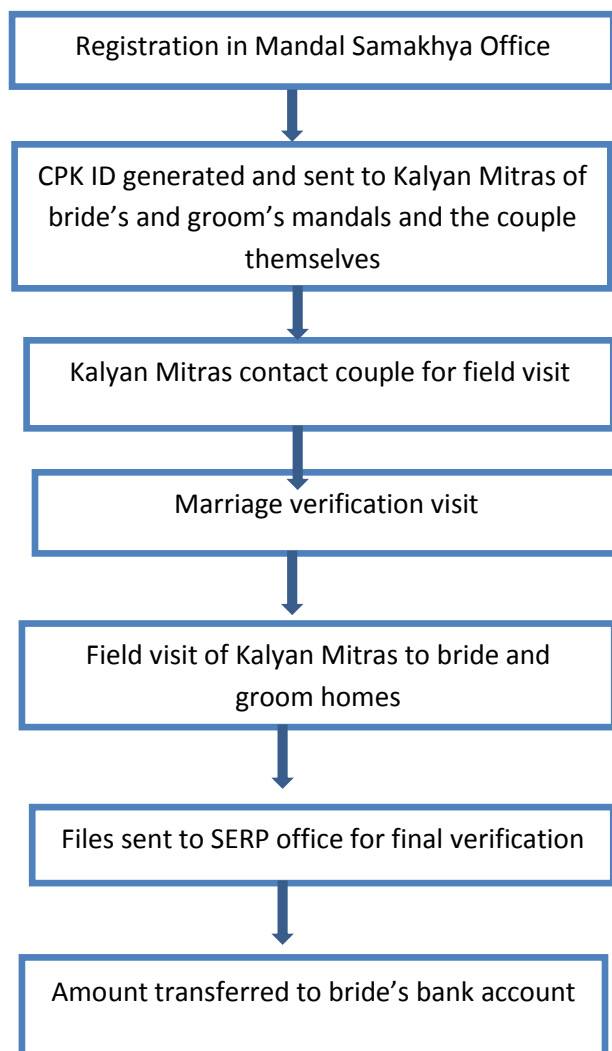 Registration in Mandal Samakhya Office
CPK ID generated and sent to Kalyan Mitras of
bride’s and groom’s mandals and the couple
themselves
Kalyan Mitras contact couple for field visit
Marriage verification visit
Field visit of Kalyan Mitras to bride and
groom homes
Files sent to SERP office for final verification
Amount transferred to bride’s bank account